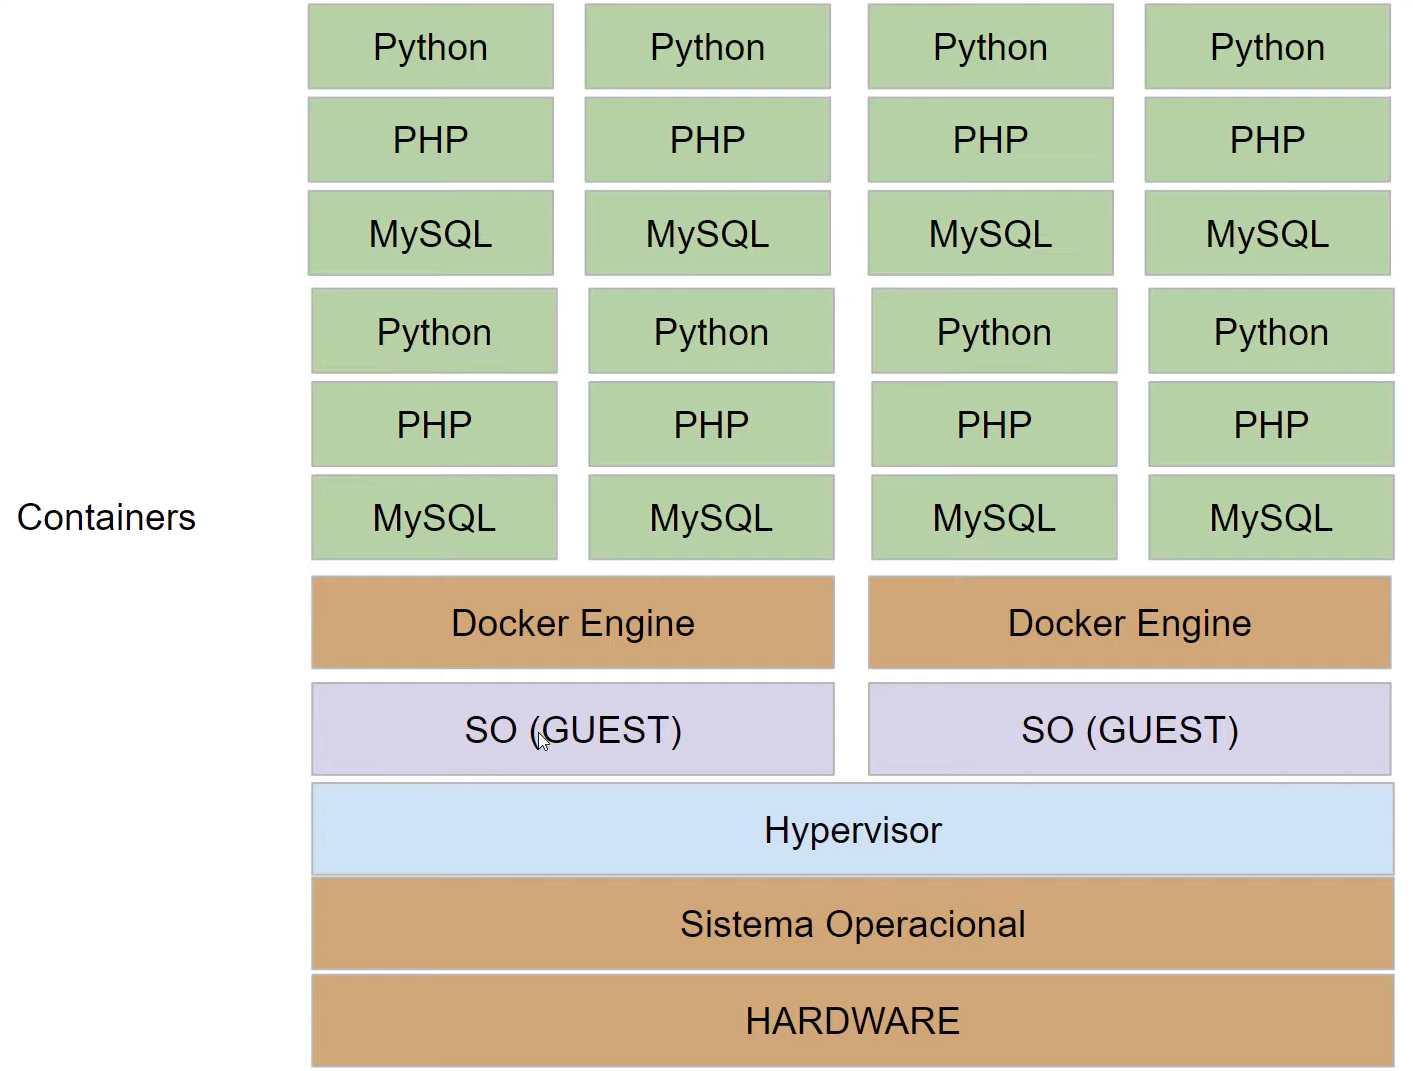 Python Python Python Python
PHP PHP PHP PHP
MySQL MySQL MySQL MySQL
Python Python Python Python
PHP PHP PHP PHP
Containers MySQL MySQL MySQL MySQL
Docker Engine Docker Engine
SO (GUEST) SO (GUEST)
Hypervisor
Sistema Operacional
HARDWARE